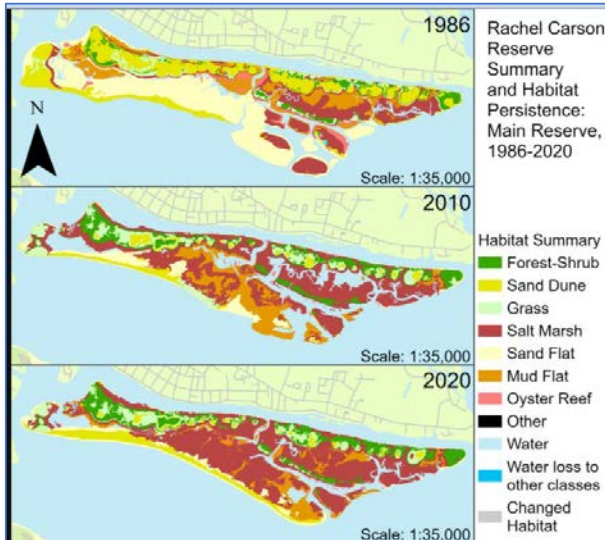 1986
Rachel Carson
Reserve
Summary
and Habitat
Persistence:
Main Reserve,
1986-2020
N
Scale: 1:35,000
2010
Scale: 1:35,000
2020
Scale: 1:35,000
Habitat Summary
Forest-Shrub
Sand Dune
Grass
Salt Marsh
Sand Flat
Mud Flat
Oyster Reef
Other
Water
Water loss to
other classes
Changed
Habitat